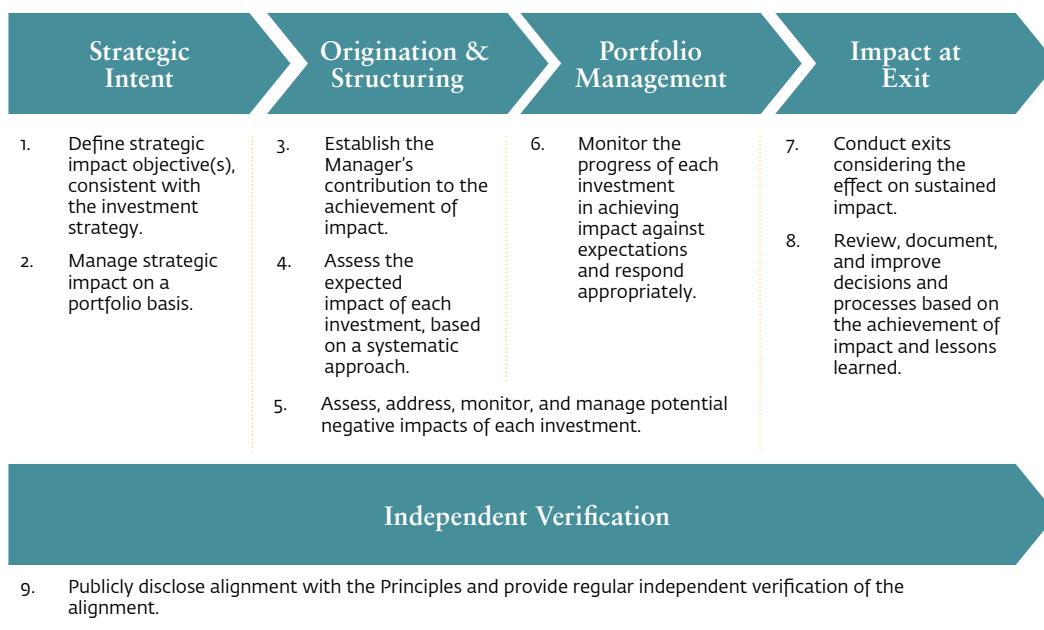 Strategic
Intent
Origination &
Structuring
Portfolio
Management
Impact at
Exit
1. Define strategic
impact objective(s),
consistent with
the investment
strategy.
2. Manage strategic
impact on a
portfolio basis.
3. Establish the
Manager's
contribution to the
achievement of
impact.
4. Assess the
expected
impact of each
investment, based
on a systematic
approach.
5. Assess, address, monitor, and manage potential
negative impacts of each investment.
6. Monitor the
progress of each
investment
in achieving
impact against
expectations
and respond
appropriately.
7. Conduct exits
considering the
effect on sustained
impact.
8. Review, document,
and improve
decisions and
processes based on
the achievement of
impact and lessons
learned.
Independent Verification
9. Publicly disclose alignment with the Principles and provide regular independent verification of the
alignment.